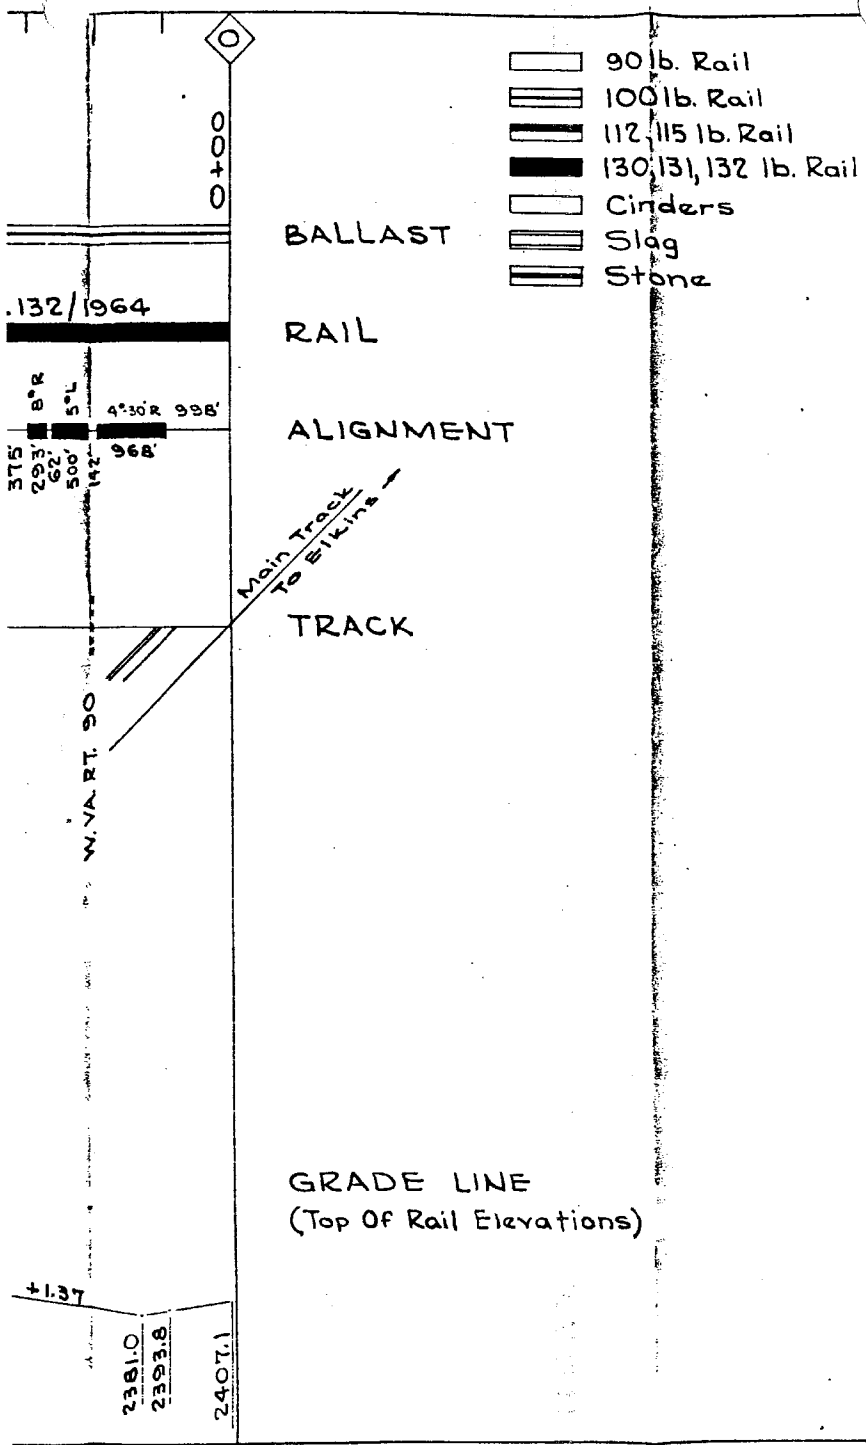 0
0+00
90 lb. Rail
100 lb. Rail
112,115 lb. Rail
130,131,132 lb. Rail
Cinders
Slag
Stone
BALLAST
.132/1964
RAIL
8°R
5°L
4°-30'R
998'
ALIGNMENT
375'
293'
62'
500'
142'
968'
Main Track
To Elkins
TRACK
W. VA. RT. 90
GRADE LINE
(Top Of Rail Elevations)
+1.37
2381.0
2393.8
2407.1